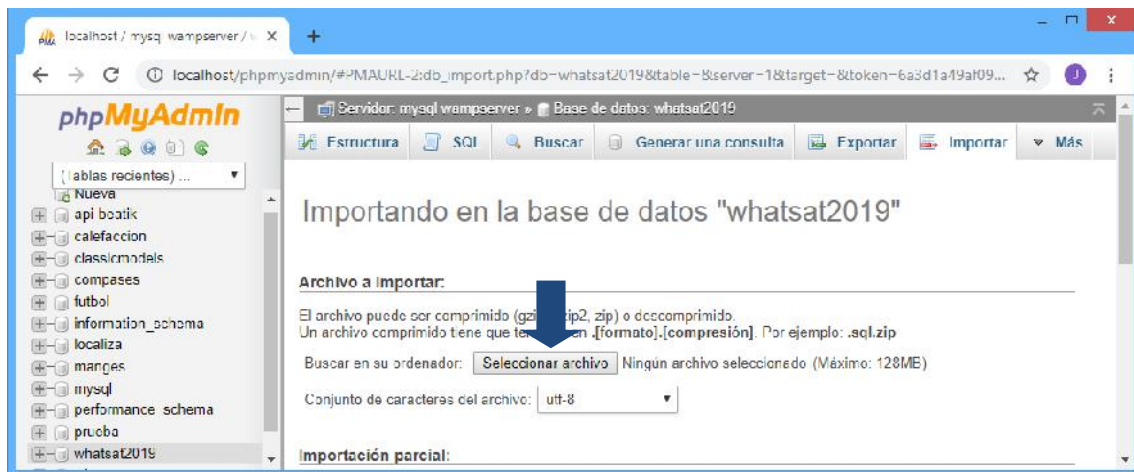 localhost / mysql wampserver / w
localhost/phpmyadmin/#PMAURL-2:db_import.php?db=whatsat2019&table=&server=1&target=&token=6a3d1a49af09...
J
phpMyAdmin
(Tablas recientes) ...
Nueva
api beatik
calefaccion
classicmodels
compases
futbol
information_schema
localiza
manges
mysql
performance_schema
prueba
whatsat2019
Servidor: mysql wampserver » Base de datos: whatsat2019
Estructura SQL Buscar Generar una consulta Exportar Importar Más
Importando en la base de datos "whatsat2019"
Archivo a importar:
El archivo puede ser comprimido (gzip, zip2, zip) o descomprimido.
Un archivo comprimido tiene que .[formato].[compresión]. Por ejemplo: .sql.zip
Buscar en su ordenador: Seleccionar archivo Ningún archivo seleccionado (Máximo: 128MB)
Conjunto de caracteres del archivo: utf-8
Importación parcial: